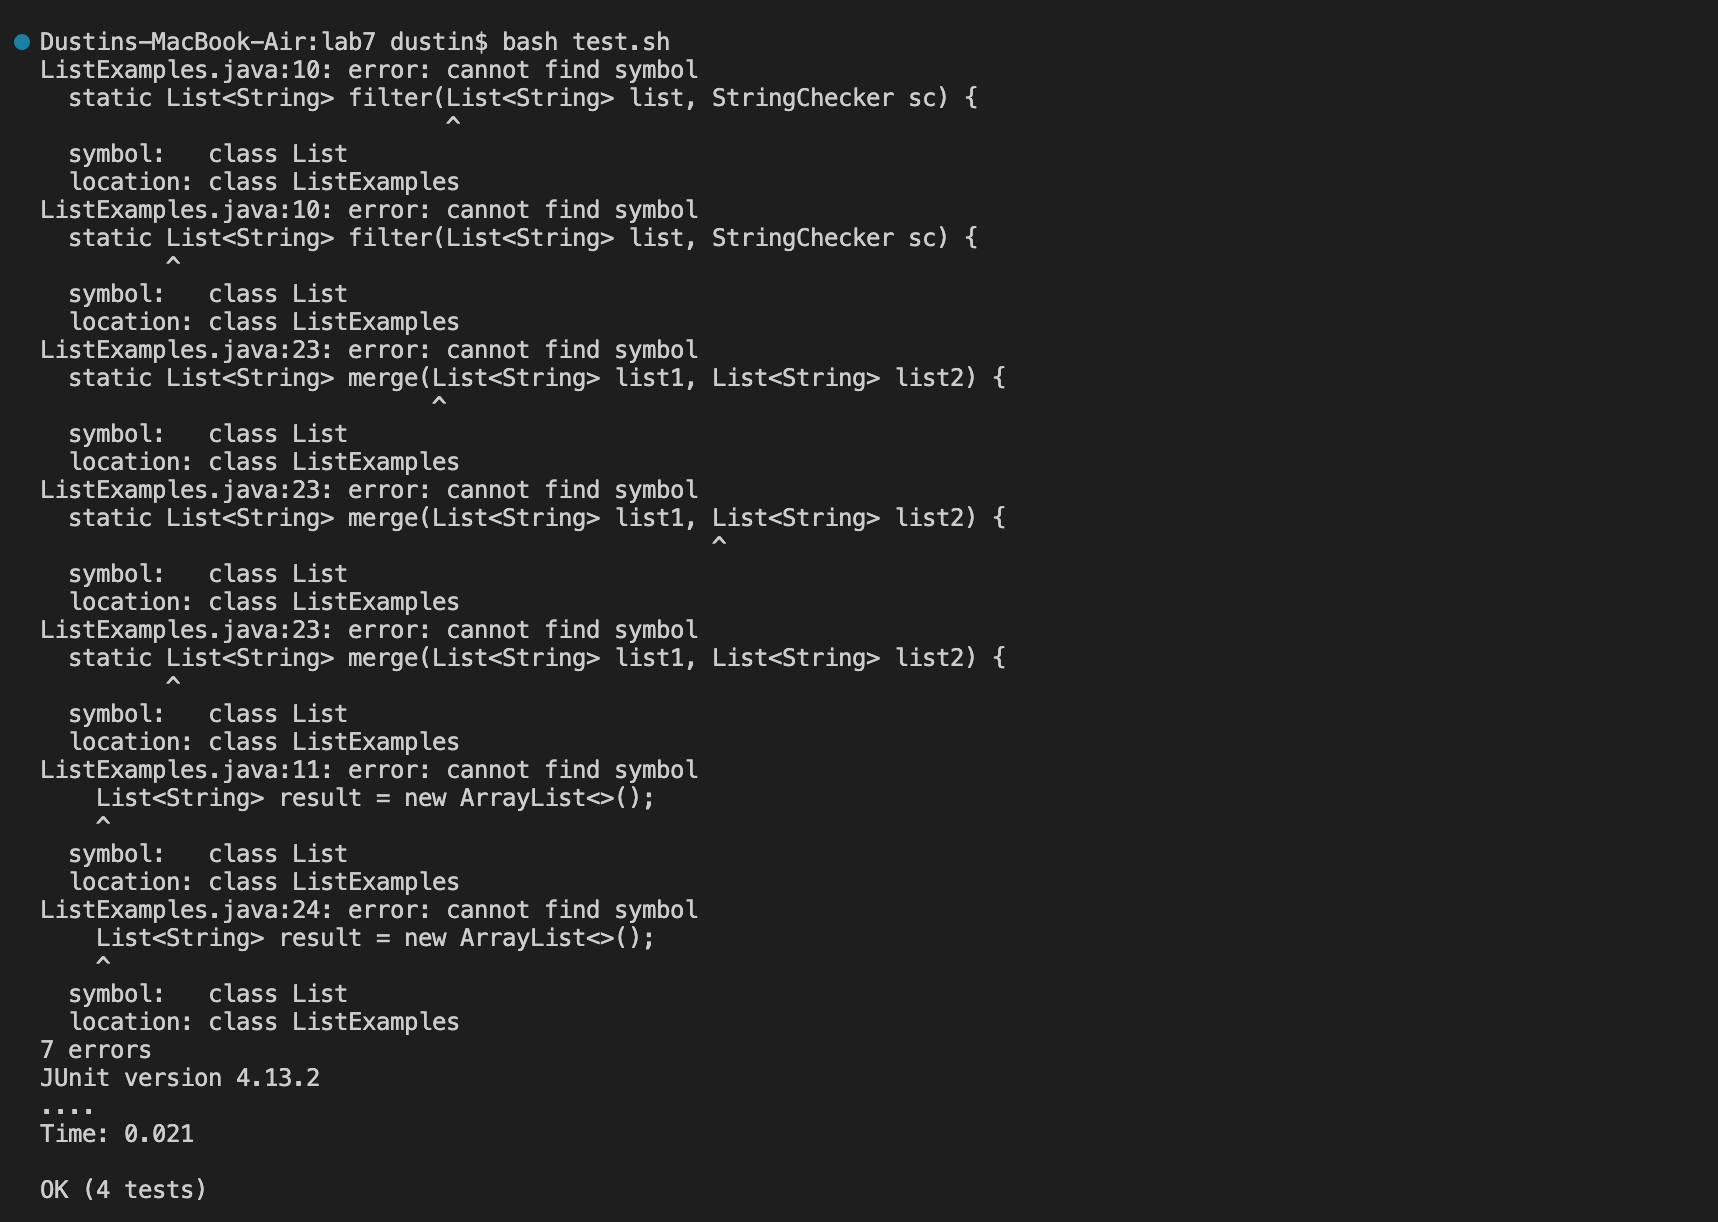 Dustins-MacBook-Air:lab7 dustin$ bash test.sh
ListExamples.java:10: error: cannot find symbol
  static List<String> filter(List<String> list, StringChecker sc) {
                             ^
  symbol:   class List
  location: class ListExamples
ListExamples.java:10: error: cannot find symbol
  static List<String> filter(List<String> list, StringChecker sc) {
         ^
  symbol:   class List
  location: class ListExamples
ListExamples.java:23: error: cannot find symbol
  static List<String> merge(List<String> list1, List<String> list2) {
                            ^
  symbol:   class List
  location: class ListExamples
ListExamples.java:23: error: cannot find symbol
  static List<String> merge(List<String> list1, List<String> list2) {
                                                ^
  symbol:   class List
  location: class ListExamples
ListExamples.java:23: error: cannot find symbol
  static List<String> merge(List<String> list1, List<String> list2) {
         ^
  symbol:   class List
  location: class ListExamples
ListExamples.java:11: error: cannot find symbol
    List<String> result = new ArrayList<>();
    ^
  symbol:   class List
  location: class ListExamples
ListExamples.java:24: error: cannot find symbol
    List<String> result = new ArrayList<>();
    ^
  symbol:   class List
  location: class ListExamples
7 errors
JUnit version 4.13.2
....
Time: 0.021

OK (4 tests)